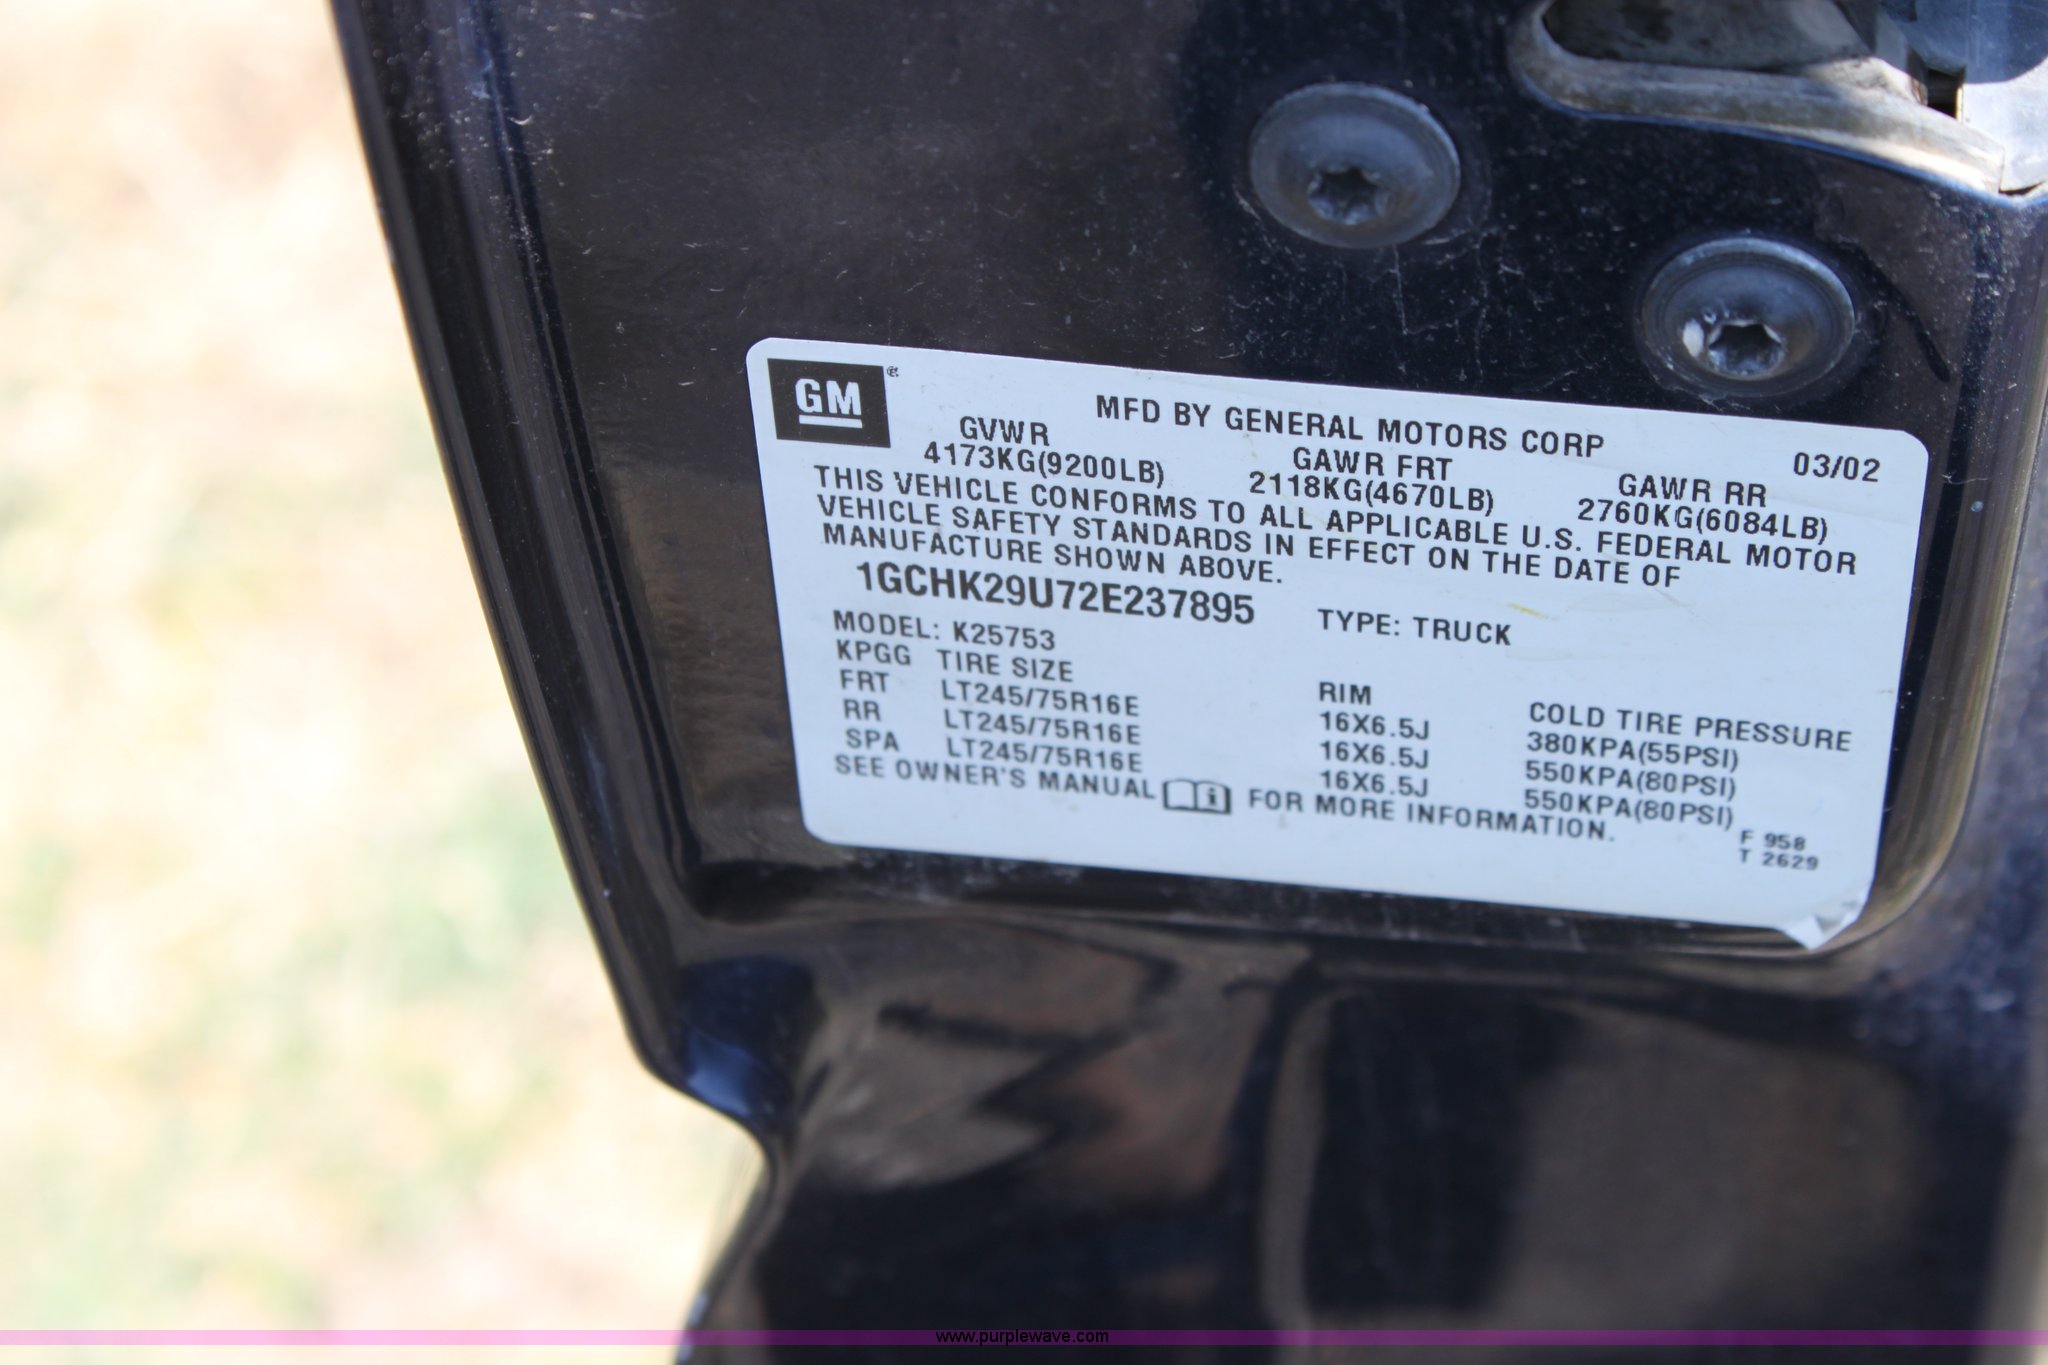 GM
MFD BY GENERAL MOTORS CORP 03/02
GVWR GAWR FRT GAWR RR
4173KG(9200LB) 2118KG(4670LB) 2760KG(6084LB)
THIS VEHICLE CONFORMS TO ALL APPLICABLE U.S. FEDERAL MOTOR
VEHICLE SAFETY STANDARDS IN EFFECT ON THE DATE OF
MANUFACTURE SHOWN ABOVE.
1GCHK29U72E237895 TYPE: TRUCK
MODEL: K25753
KPGG TIRE SIZE RIM COLD TIRE PRESSURE
FRT LT245/75R16E 16X6.5J 380KPA(55PSI)
RR LT245/75R16E 16X6.5J 550KPA(80PSI)
SPA LT245/75R16E 16X6.5J 550KPA(80PSI)
SEE OWNER'S MANUAL i FOR MORE INFORMATION.
F 958
T 2629
www.purplewave.com